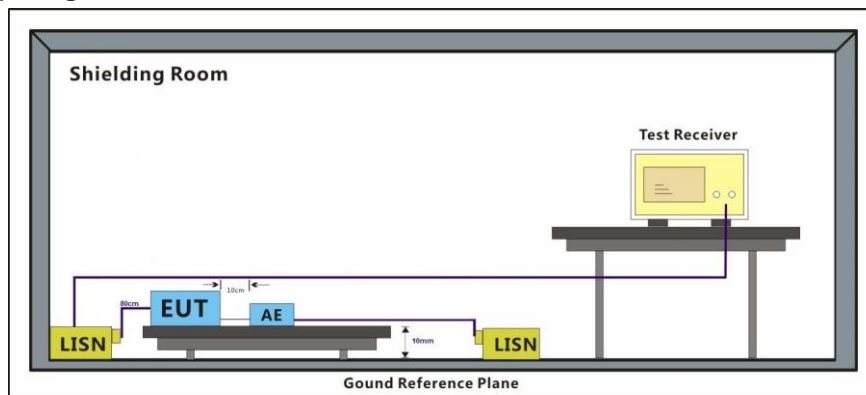 Shielding Room
Test Receiver
10cm
80cm
EUT
AE
LISN
10mm
LISN
Gound Reference Plane